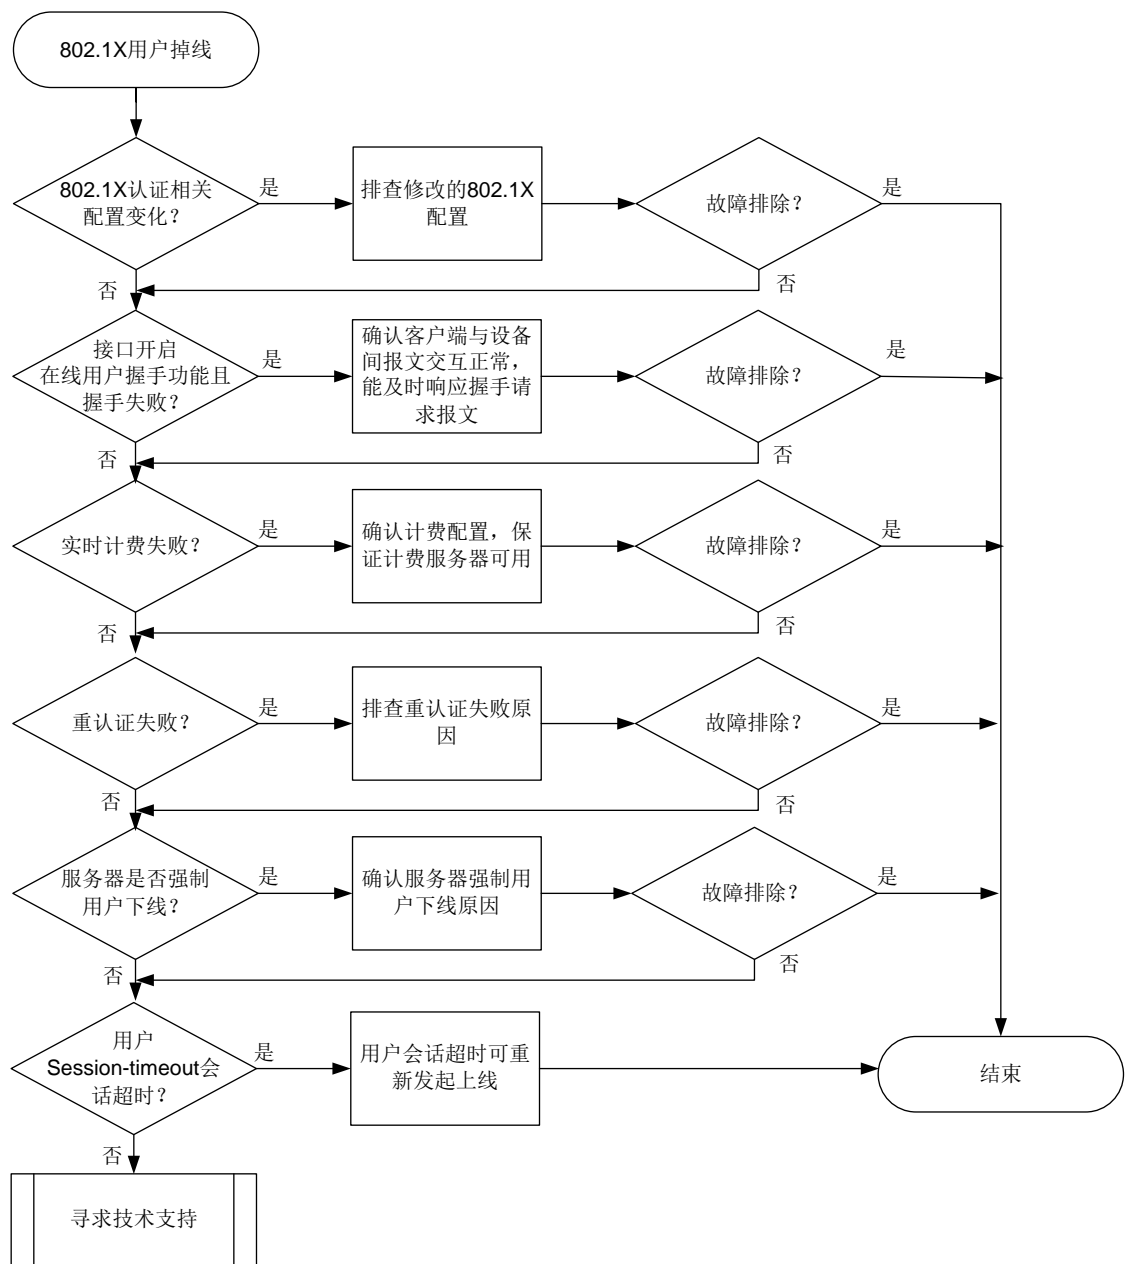 802.1X用户掉线
802.1X认证相关
配置变化？
是
排查修改的802.1X
配置
故障排除？
是
否
否
接口开启
在线用户握手功能且
握手失败？
是
确认客户端与设备
间报文交互正常，
能及时响应握手请
求报文
故障排除？
是
否
否
实时计费失败？
是
确认计费配置，保
证计费服务器可用
故障排除？
是
否
否
重认证失败？
是
排查重认证失败原
因
故障排除？
是
否
否
服务器是否强制
用户下线？
是
确认服务器强制用
户下线原因
故障排除？
是
否
否
用户
Session-timeout会
话超时？
是
用户会话超时可重
新发起上线
结束
否
寻求技术支持